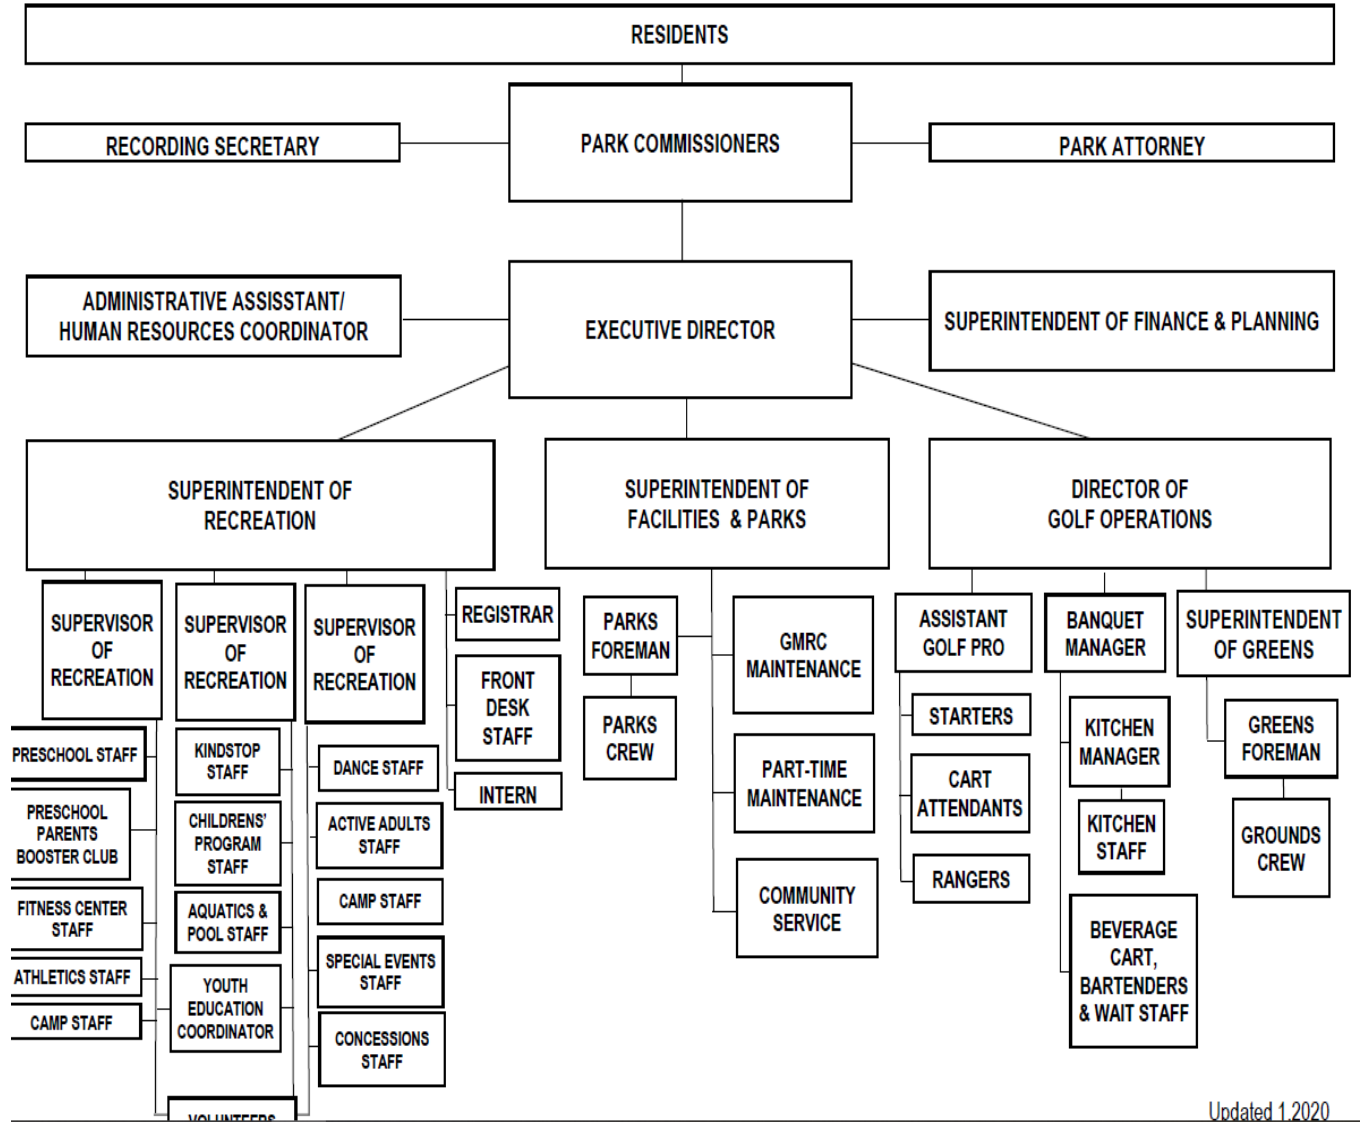 RESIDENTS
PARK COMMISSIONERS
RECORDING SECRETARY
PARK ATTORNEY
ADMINISTRATIVE ASSISSTANT/
HUMAN RESOURCES COORDINATOR
EXECUTIVE DIRECTOR
SUPERINTENDENT OF FINANCE & PLANNING
SUPERINTENDENT OF
RECREATION
SUPERINTENDENT OF
FACILITIES & PARKS
DIRECTOR OF
GOLF OPERATIONS
SUPERVISOR
OF
RECREATION
PRESCHOOL STAFF
PRESCHOOL
PARENTS
BOOSTER CLUB
FITNESS CENTER
STAFF
ATHLETICS STAFF
CAMP STAFF
SUPERVISOR
OF
RECREATION
KINDSTOP
STAFF
CHILDRENS'
PROGRAM
STAFF
AQUATICS &
POOL STAFF
YOUTH
EDUCATION
COORDINATOR
VOLUNTEERS
SUPERVISOR
OF
RECREATION
DANCE STAFF
ACTIVE ADULTS
STAFF
CAMP STAFF
SPECIAL EVENTS
STAFF
CONCESSIONS
STAFF
REGISTRAR
FRONT
DESK
STAFF
INTERN
PARKS
FOREMAN
PARKS
CREW
GMRC
MAINTENANCE
PART-TIME
MAINTENANCE
COMMUNITY
SERVICE
ASSISTANT
GOLF PRO
STARTERS
CART
ATTENDANTS
RANGERS
BANQUET
MANAGER
KITCHEN
MANAGER
KITCHEN
STAFF
BEVERAGE
CART,
BARTENDERS
& WAIT STAFF
SUPERINTENDENT
OF GREENS
GREENS
FOREMAN
GROUNDS
CREW
Updated 1.2020